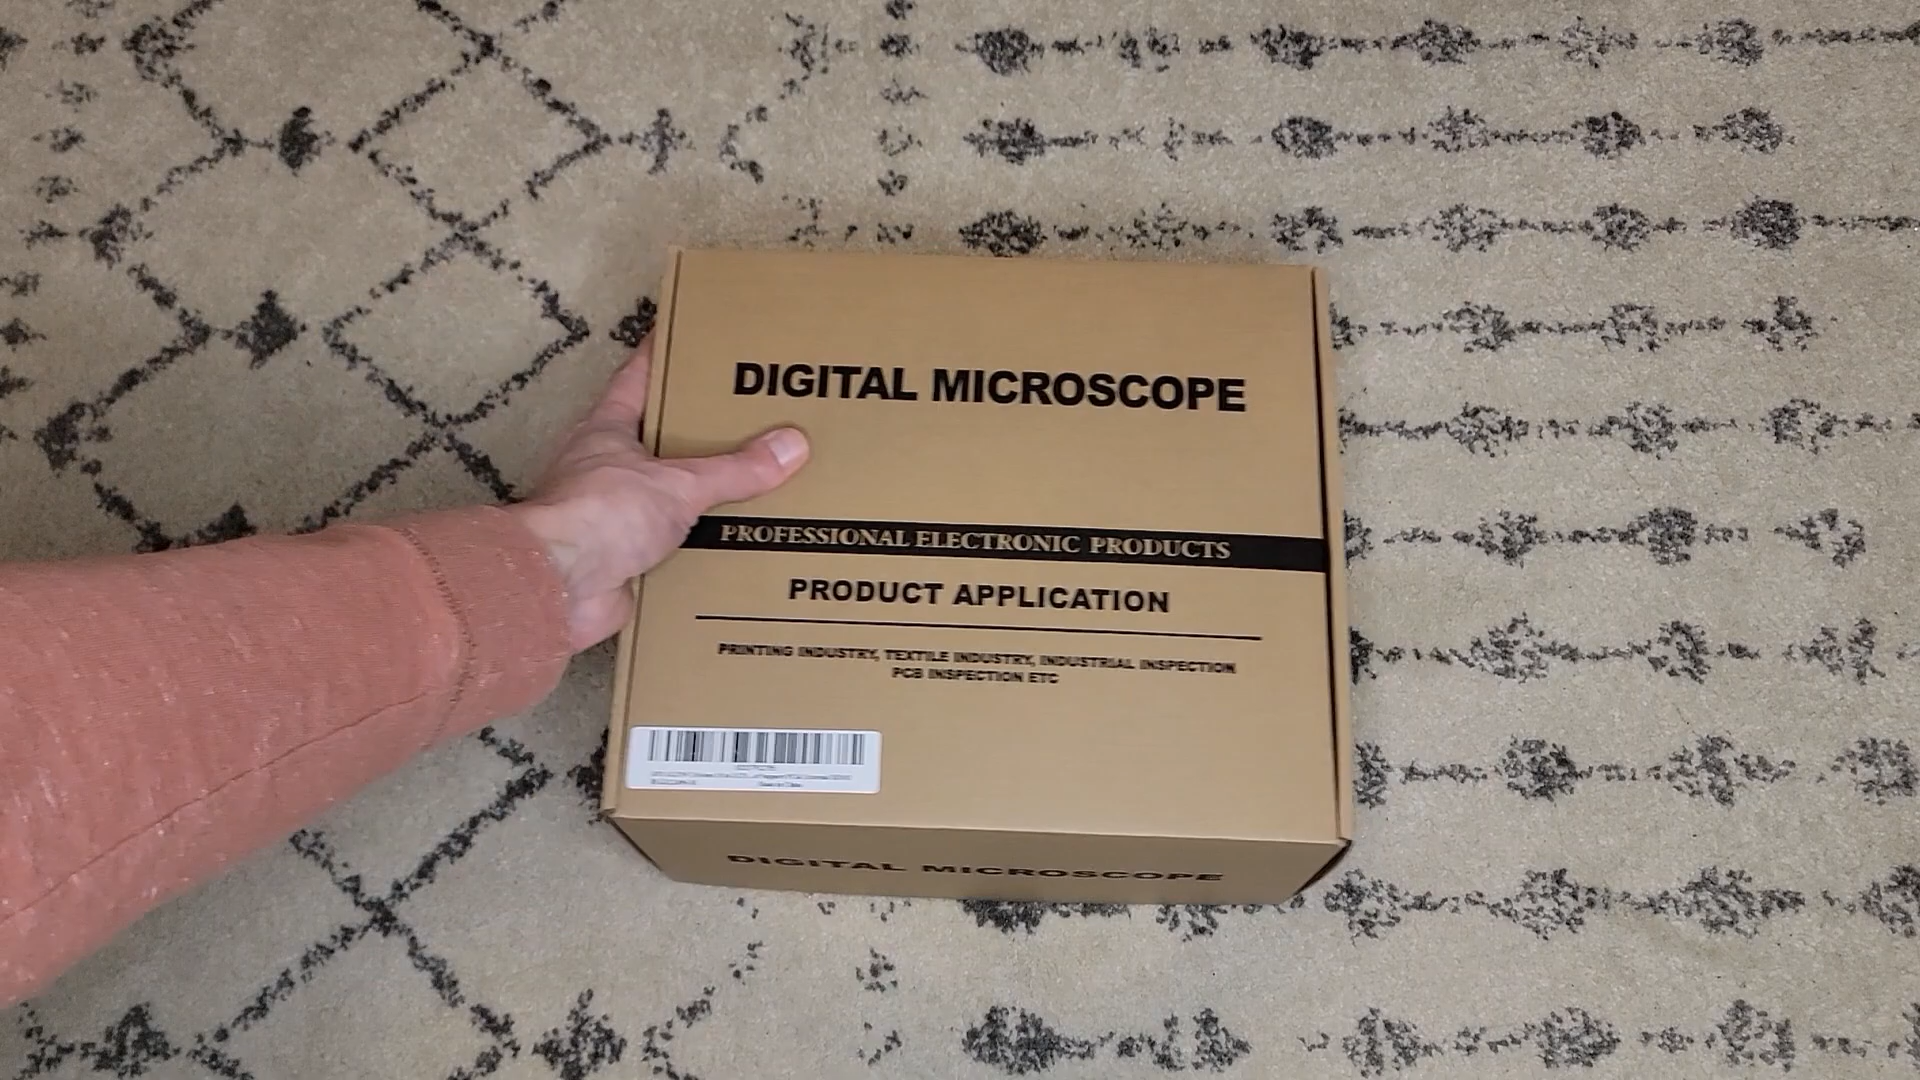 DIGITAL MICROSCOPE
PROFESSIONAL ELECTRONIC PRODUCTS
PRODUCT APPLICATION
PRINTING INDUSTRY, TEXTILE INDUSTRY, INDUSTRIAL INSPECTION
PCB INSPECTION ETC
DIGITAL MICROSCOPE